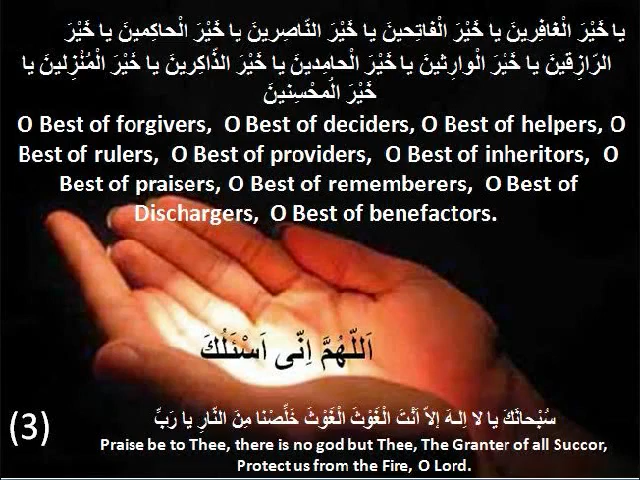 يا خَيْرَ الْغافِرينَ يا خَيْرَ الْفاتِحينَ يا خَيْرَ النّاصِرينَ يا خَيْرَ الْحاكِمينَ يا خَيْرَ
الرّازِقينَ يا خَيْرَ الْوارِثينَ يا خَيْرَ الْحامِدينَ يا خَيْرَ الذّاكِرينَ يا خَيْرَ الْمُنْزِلينَ يا
خَيْرَ الْمُحْسِنينَ
O Best of forgivers, O Best of deciders, O Best of helpers, O
Best of rulers, O Best of providers, O Best of inheritors, O
Best of praisers, O Best of rememberers, O Best of
Dischargers, O Best of benefactors.
اَللّهُمَّ اِنّى اَسْئَلُكَ
سُبْحانَكَ يا لا اِلهَ إلاّ اَنْتَ الْغَوْثَ الْغَوْثَ خَلِّصْنا مِنَ النّارِ يا رَبِّ
(3)
Praise be to Thee, there is no god but Thee, The Granter of all Succor,
Protect us from the Fire, O Lord.